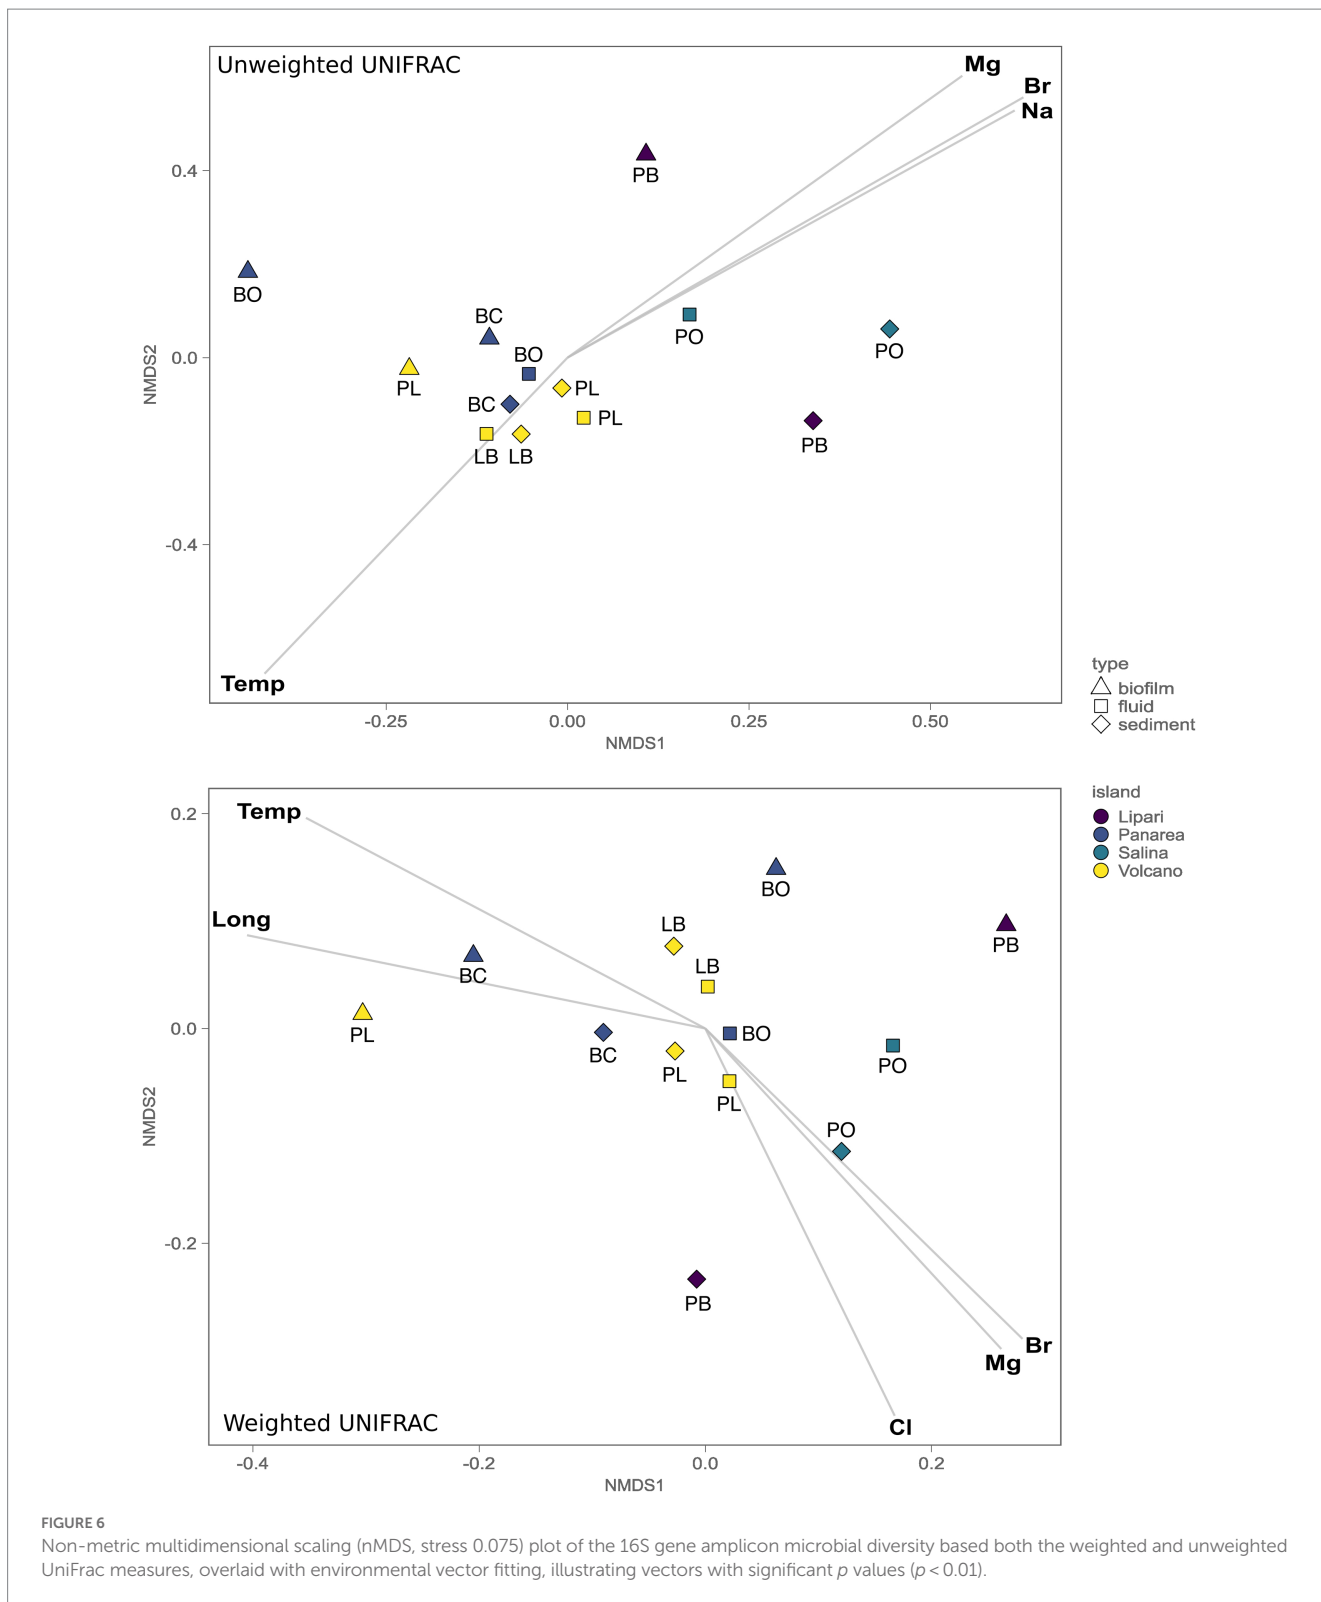 Unweighted UNIFRAC
Mg
Br
Na
0.4
PB
BO
BC
PO
PO
0.0
BO
PL
PL
BC
PL
PB
LB
LB
NMDS2
-0.4
Temp
-0.25
0.00
0.25
0.50
NMDS1
type
biofilm
fluid
sediment
island
Lipari
Panarea
Salina
Volcano
0.2
Temp
BO
Long
LB
PB
BC
LB
0.0
PL
BC
BO
PO
PL
PL
NMDS2
PO
-0.2
PB
Br
Mg
Cl
Weighted UNIFRAC
-0.4
-0.2
0.0
0.2
NMDS1
FIGURE 6
Non-metric multidimensional scaling (nMDS, stress 0.075) plot of the 16S gene amplicon microbial diversity based both the weighted and unweighted
UniFrac measures, overlaid with environmental vector fitting, illustrating vectors with significant p values (p < 0.01).